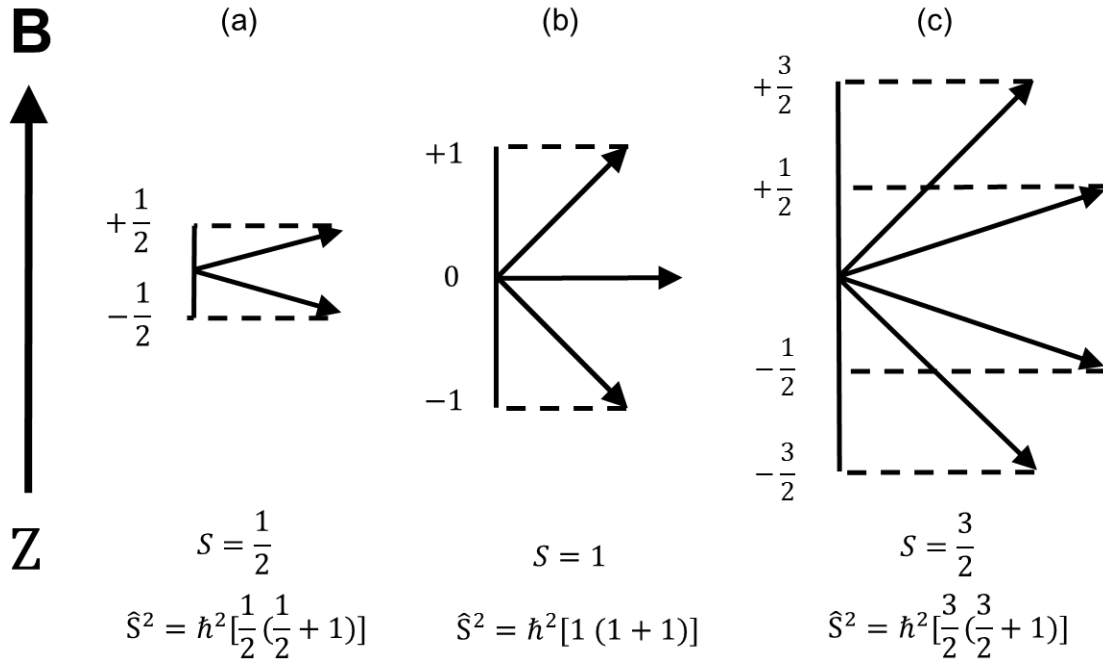 B
(a)
(b)
(c)
+ 1/2
− 1/2
+1
0
−1
+ 3/2
+ 1/2
− 1/2
− 3/2
Z
S = 1/2
S = 1
S = 3/2
Ŝ² = ℏ²[1/2 (1/2 + 1)]
Ŝ² = ℏ²[1 (1 + 1)]
Ŝ² = ℏ²[3/2 (3/2 + 1)]